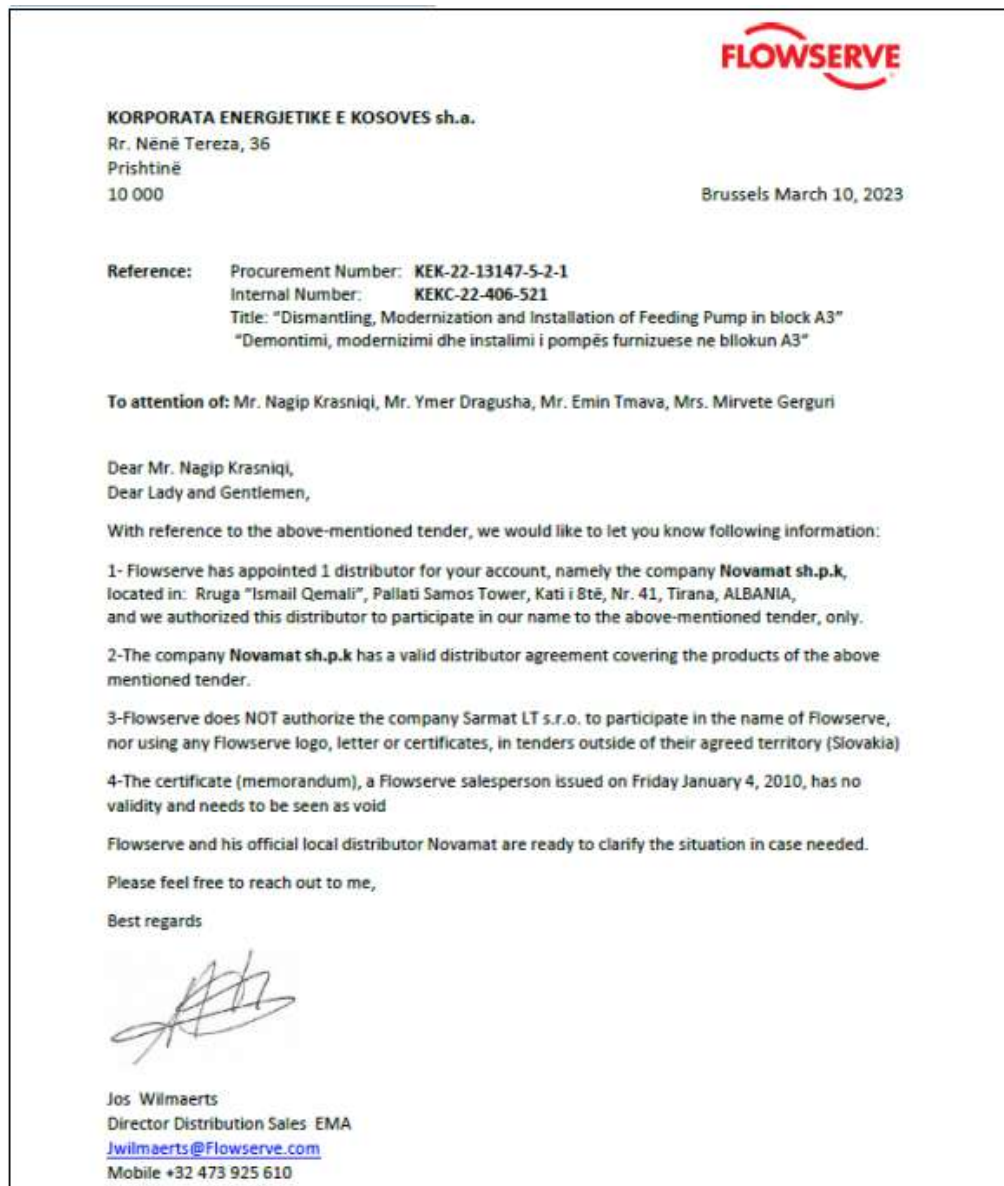 FLOWSERVE
KORPORATA ENERGJETIKE E KOSOVES sh.a.
Rr. Nënë Tereza, 36
Prishtinë
10 000
Brussels March 10, 2023
Reference: Procurement Number: KEK-22-13147-5-2-1
Internal Number: KEKC-22-406-521
Title: "Dismantling, Modernization and Installation of Feeding Pump in block A3"
"Demontimi, modernizimi dhe instalimi i pompës furnizuese ne bllokun A3"
To attention of: Mr. Nagip Krasniqi, Mr. Ymer Dragusha, Mr. Emin Tmava, Mrs. Mirvete Gerguri
Dear Mr. Nagip Krasniqi,
Dear Lady and Gentlemen,
With reference to the above-mentioned tender, we would like to let you know following information:
1- Flowserve has appointed 1 distributor for your account, namely the company Novamat sh.p.k,
located in: Rruga "Ismail Qemali", Pallati Samos Tower, Kati i 8të, Nr. 41, Tirana, ALBANIA,
and we authorized this distributor to participate in our name to the above-mentioned tender, only.
2-The company Novamat sh.p.k has a valid distributor agreement covering the products of the above
mentioned tender.
3-Flowserve does NOT authorize the company Sarmat LT s.r.o. to participate in the name of Flowserve,
nor using any Flowserve logo, letter or certificates, in tenders outside of their agreed territory (Slovakia)
4-The certificate (memorandum), a Flowserve salesperson issued on Friday January 4, 2010, has no
validity and needs to be seen as void
Flowserve and his official local distributor Novamat are ready to clarify the situation in case needed.
Please feel free to reach out to me,
Best regards
Jos Wilmaerts
Director Distribution Sales EMA
Jwilmaerts@Flowserve.com
Mobile +32 473 925 610